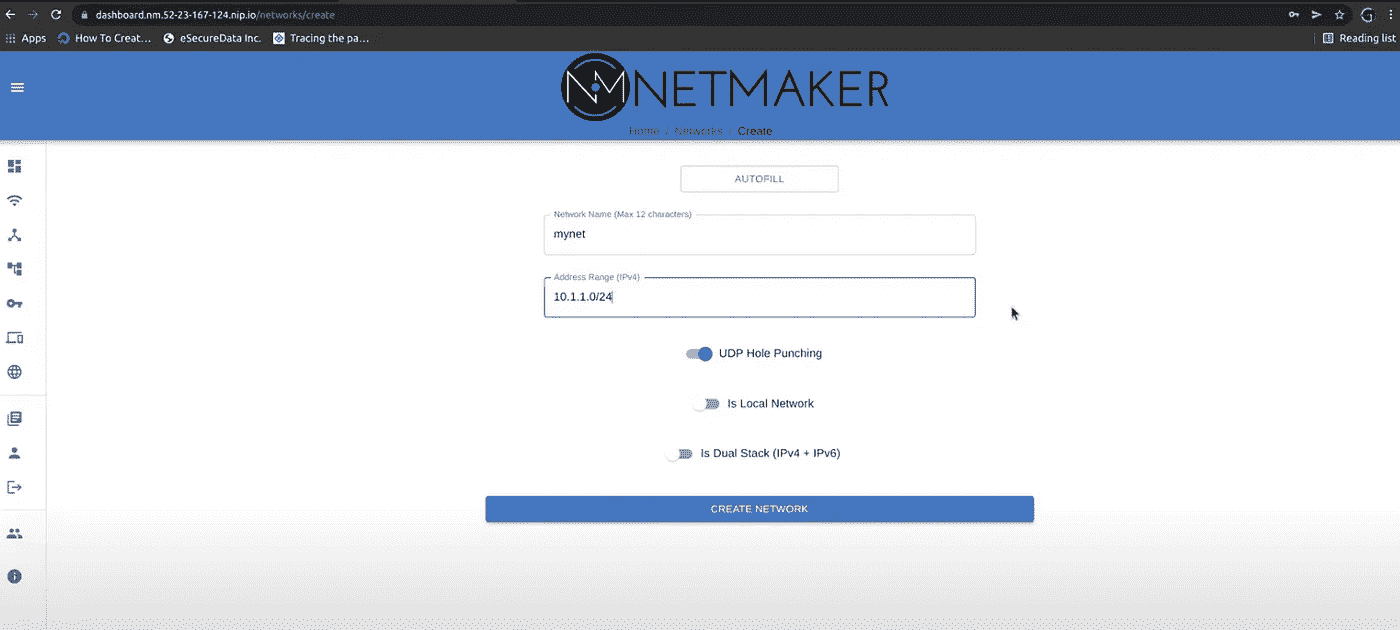 dashboard.nm.52-23-167-124.nip.io/networks/create
Apps How To Creat… eSecureData Inc. Tracing the pa… Reading list
NM NETMAKER
Home / Networks / Create
AUTOFILL
Network Name (Max 12 characters)
mynet
Address Range (IPv4)
10.1.1.0/24
UDP Hole Punching
Is Local Network
Is Dual Stack (IPv4 + IPv6)
CREATE NETWORK